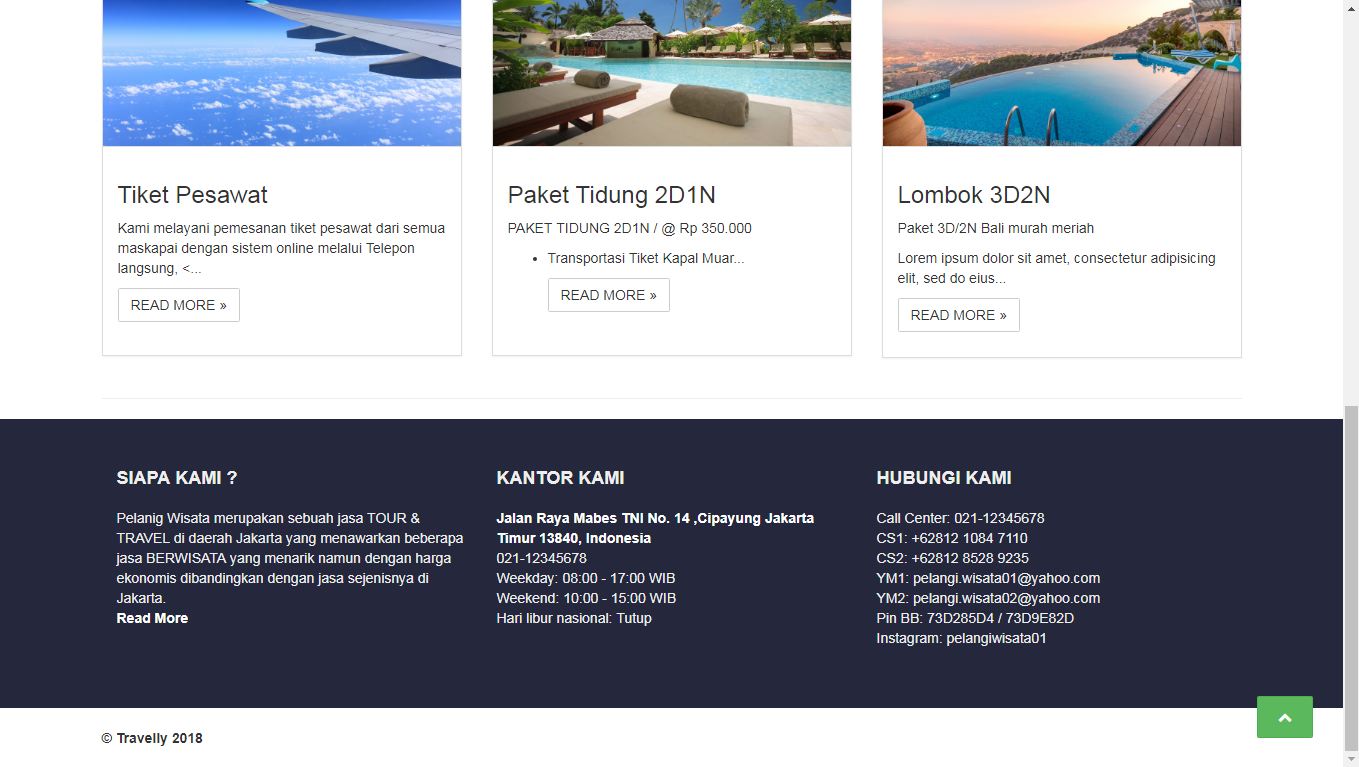 Tiket Pesawat
Kami melayani pemesanan tiket pesawat dari semua
maskapai dengan sistem online melalui Telepon
langsung, <...
READ MORE »
Paket Tidung 2D1N
PAKET TIDUNG 2D1N / @ Rp 350.000
• Transportasi Tiket Kapal Muar...
READ MORE »
Lombok 3D2N
Paket 3D/2N Bali murah meriah
Lorem ipsum dolor sit amet, consectetur adipisicing
elit, sed do eius...
READ MORE »
SIAPA KAMI ?
Pelanig Wisata merupakan sebuah jasa TOUR &
TRAVEL di daerah Jakarta yang menawarkan beberapa
jasa BERWISATA yang menarik namun dengan harga
ekonomis dibandingkan dengan jasa sejenisnya di
Jakarta.
Read More
KANTOR KAMI
Jalan Raya Mabes TNI No. 14 ,Cipayung Jakarta
Timur 13840, Indonesia
021-12345678
Weekday: 08:00 - 17:00 WIB
Weekend: 10:00 - 15:00 WIB
Hari libur nasional: Tutup
HUBUNGI KAMI
Call Center: 021-12345678
CS1: +62812 1084 7110
CS2: +62812 8528 9235
YM1: pelangi.wisata01@yahoo.com
YM2: pelangi.wisata02@yahoo.com
Pin BB: 73D285D4 / 73D9E82D
Instagram: pelangiwisata01
© Travelly 2018